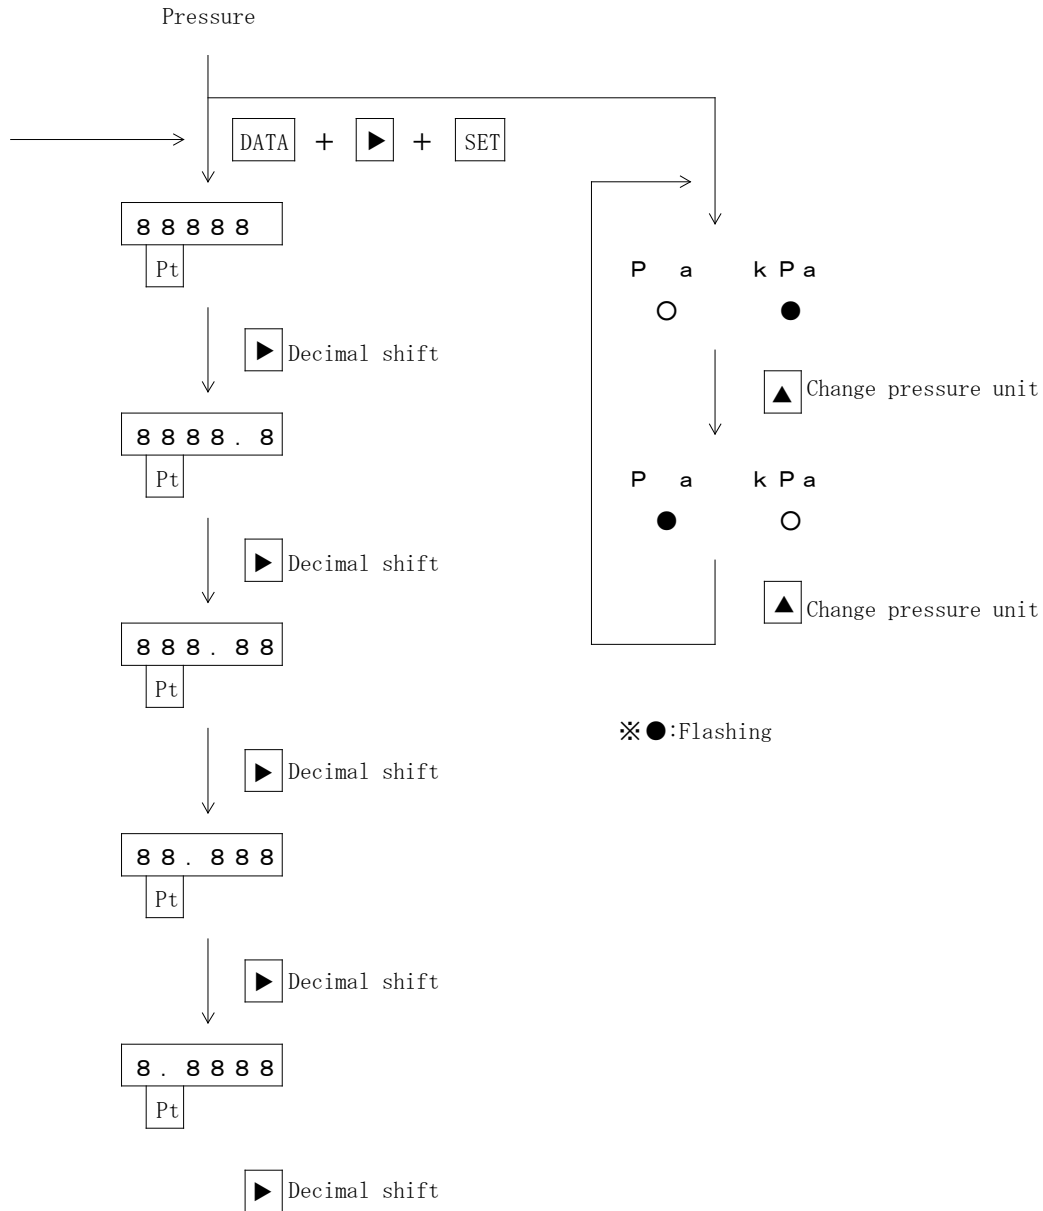 Pressure
DATA + ▶ + SET
88888
Pt
▶ Decimal shift
8888.8
Pt
▶ Decimal shift
888.88
Pt
▶ Decimal shift
88.888
Pt
▶ Decimal shift
8.8888
Pt
▶ Decimal shift
P a kPa
○ ●
▲ Change pressure unit
P a kPa
● ○
▲ Change pressure unit
※●:Flashing